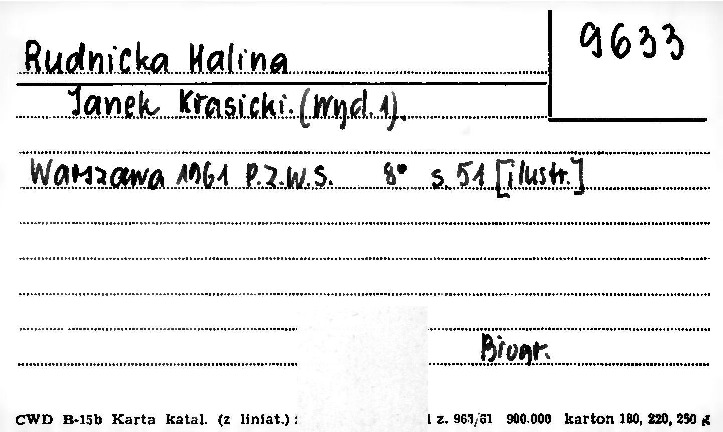 9633
Rudnicka Halina
Janek Krasicki. (Wyd. 1).
Warszawa 1961 P.Z.W.S. 8° s. 51 [ilustr.]
Biogr.
CWD B-15b Karta katal. (z liniat.) z. 963/61 900.000 karton 180, 220, 250 g